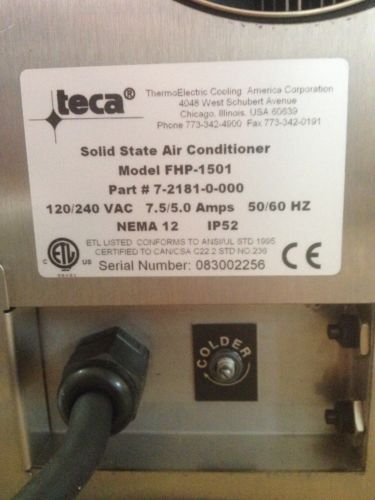 teca®
ThermoElectric Cooling America Corporation
4048 West Schubert Avenue
Chicago, Illinois, USA 60639
Phone 773-342-4900 Fax 773-342-0191
Solid State Air Conditioner
Model FHP-1501
Part # 7-2181-0-000
120/240 VAC 7.5/5.0 Amps 50/60 HZ
NEMA 12 IP52
ETL LISTED CONFORMS TO ANSI/UL STD 1995
CERTIFIED TO CAN/CSA C22.2 STD NO.236
C ETL US
Serial Number: 083002256
CE
COLDER